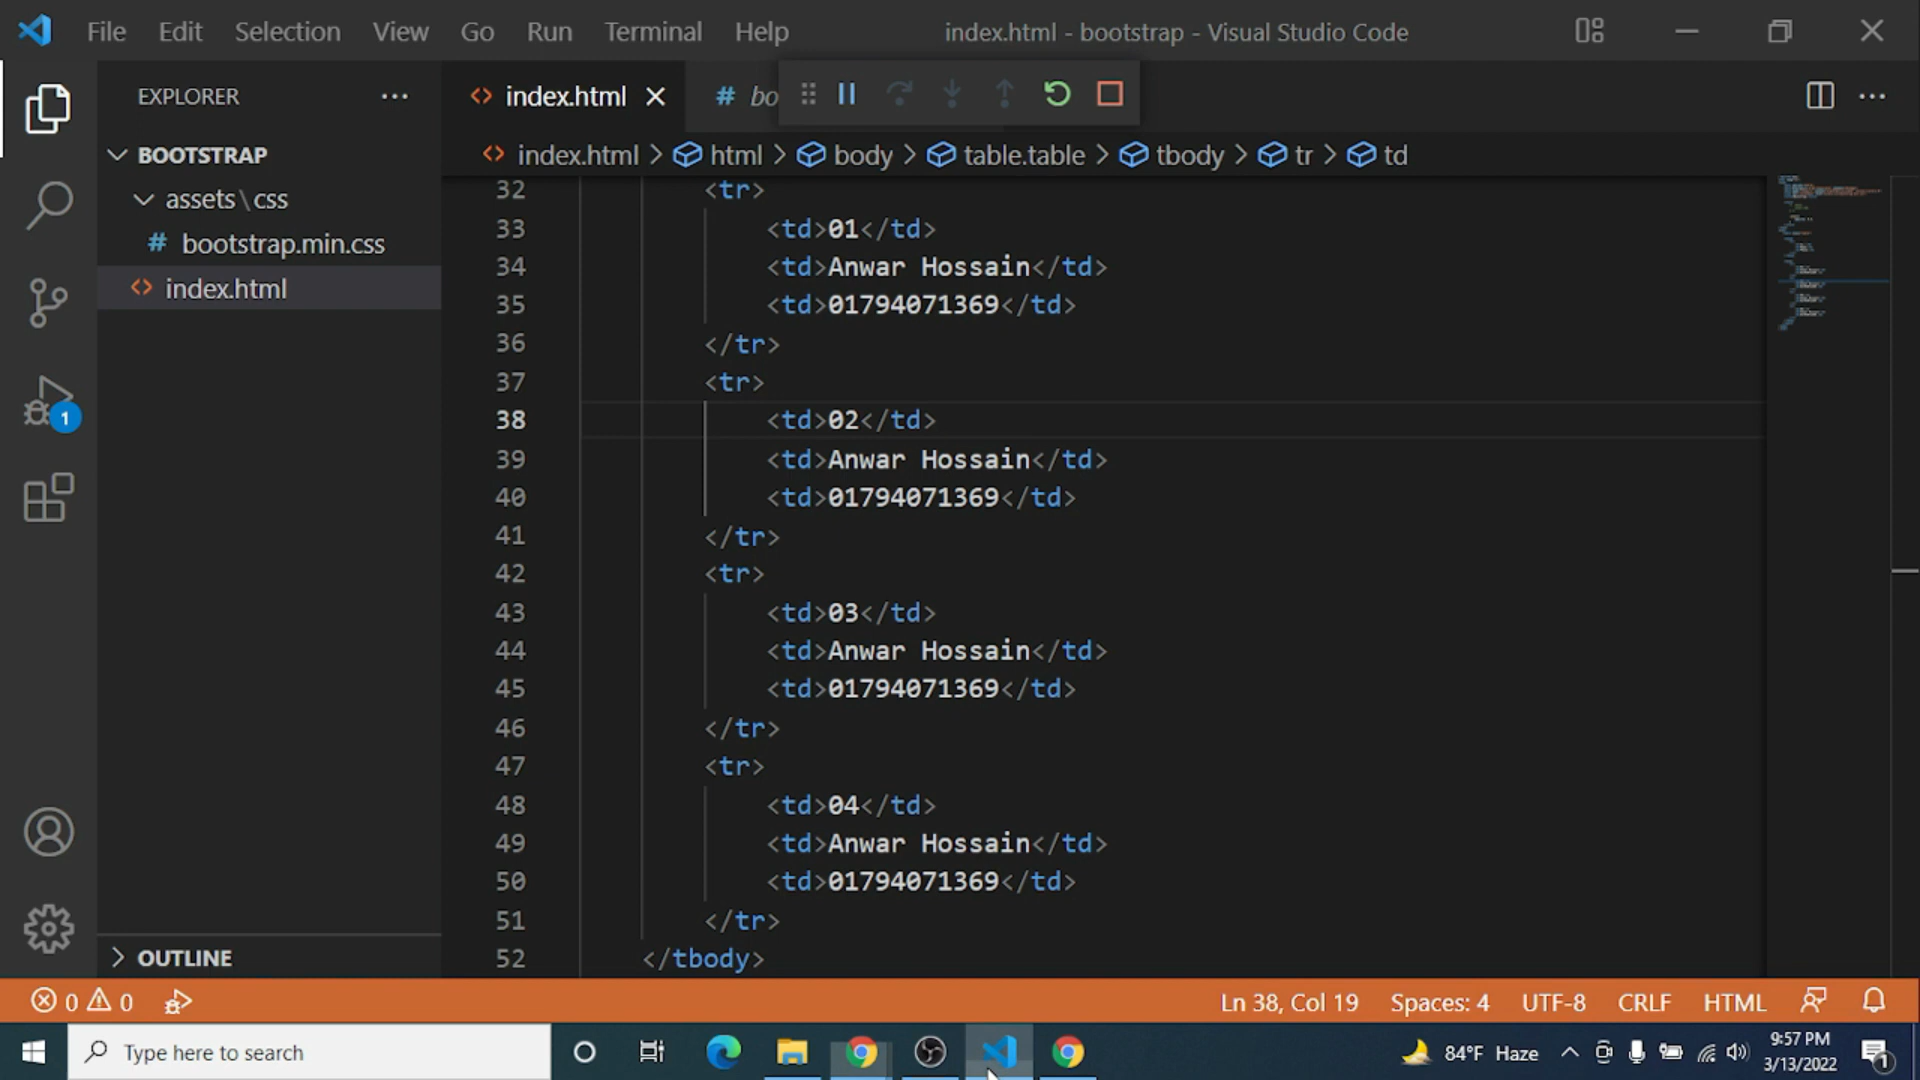 File Edit Selection View Go Run Terminal Help index.html - bootstrap - Visual Studio Code
EXPLORER
index.html
# bo
BOOTSTRAP
index.html > html > body > table.table > tbody > tr > td
assets\css
# bootstrap.min.css
index.html
32 <tr>
33 <td>01</td>
34 <td>Anwar Hossain</td>
35 <td>01794071369</td>
36 </tr>
37 <tr>
38 <td>02</td>
39 <td>Anwar Hossain</td>
40 <td>01794071369</td>
41 </tr>
42 <tr>
43 <td>03</td>
44 <td>Anwar Hossain</td>
45 <td>01794071369</td>
46 </tr>
47 <tr>
48 <td>04</td>
49 <td>Anwar Hossain</td>
50 <td>01794071369</td>
51 </tr>
52 </tbody>
1
OUTLINE
0 0 Ln 38, Col 19 Spaces: 4 UTF-8 CRLF HTML
Type here to search
84°F Haze
9:57 PM
3/13/2022
1